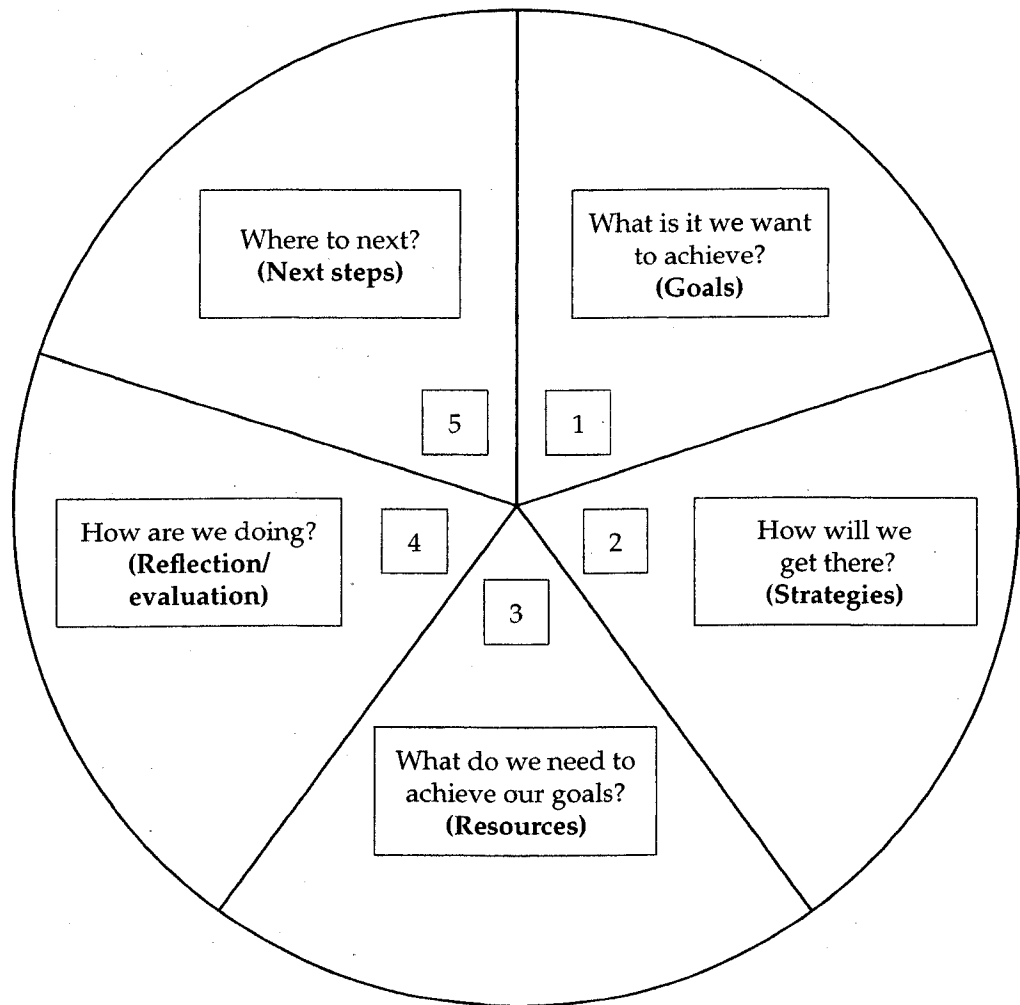 What is it we want
to achieve?
(Goals)
1
How will we
get there?
(Strategies)
2
What do we need to
achieve our goals?
(Resources)
3
How are we doing?
(Reflection/
evaluation)
4
Where to next?
(Next steps)
5